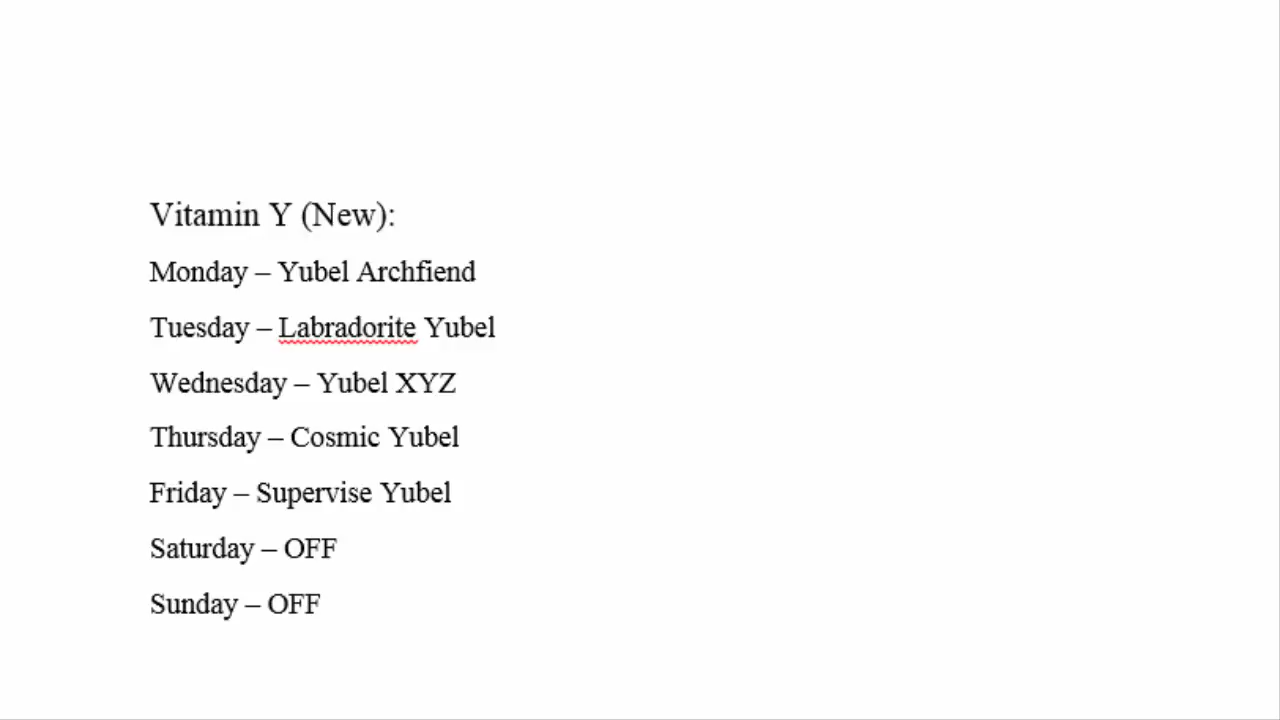 Vitamin Y (New):
Monday – Yubel Archfiend
Tuesday – Labradorite Yubel
Wednesday – Yubel XYZ
Thursday – Cosmic Yubel
Friday – Supervise Yubel
Saturday – OFF
Sunday – OFF